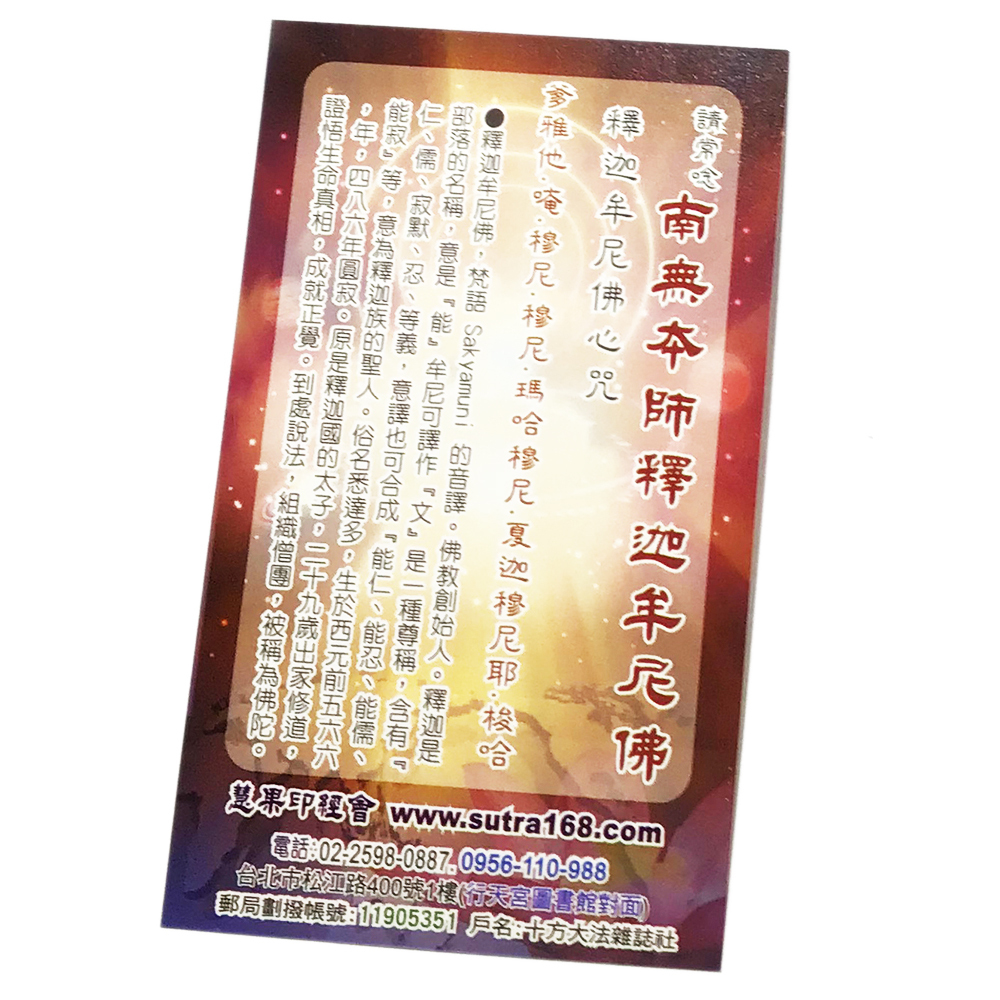 請常唸 南無本師釋迦牟尼佛
釋迦牟尼佛心咒
爹雅他‧唵‧穆尼‧穆尼‧瑪哈穆尼‧夏迦穆尼耶‧梭哈
●釋迦牟尼佛，梵語 Sakyamuni 的音譯。佛教創始人。釋迦是
部落的名稱，意是『能』牟尼可譯作『文』是一種尊稱，含有『
仁、儒、寂默、忍、等義，意譯也可合成『能仁、能忍、能儒、
能寂』等，意為釋迦族的聖人。俗名悉達多，生於西元前五六六
，年，四八六年圓寂。原是釋迦國的太子，二十九歲出家修道，
證悟生命真相，成就正覺。到處說法，組織僧團，被稱為佛陀。
慧果印經會 www.sutra168.com
電話:02-2598-0887. 0956-110-988
台北市松江路400號1樓(行天宮圖書館對面)
郵局劃撥帳號:11905351 戶名:十方大法雜誌社